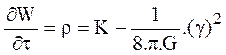 ∂W/∂τ = ρ = K − 1/8.π.G .(γ)²